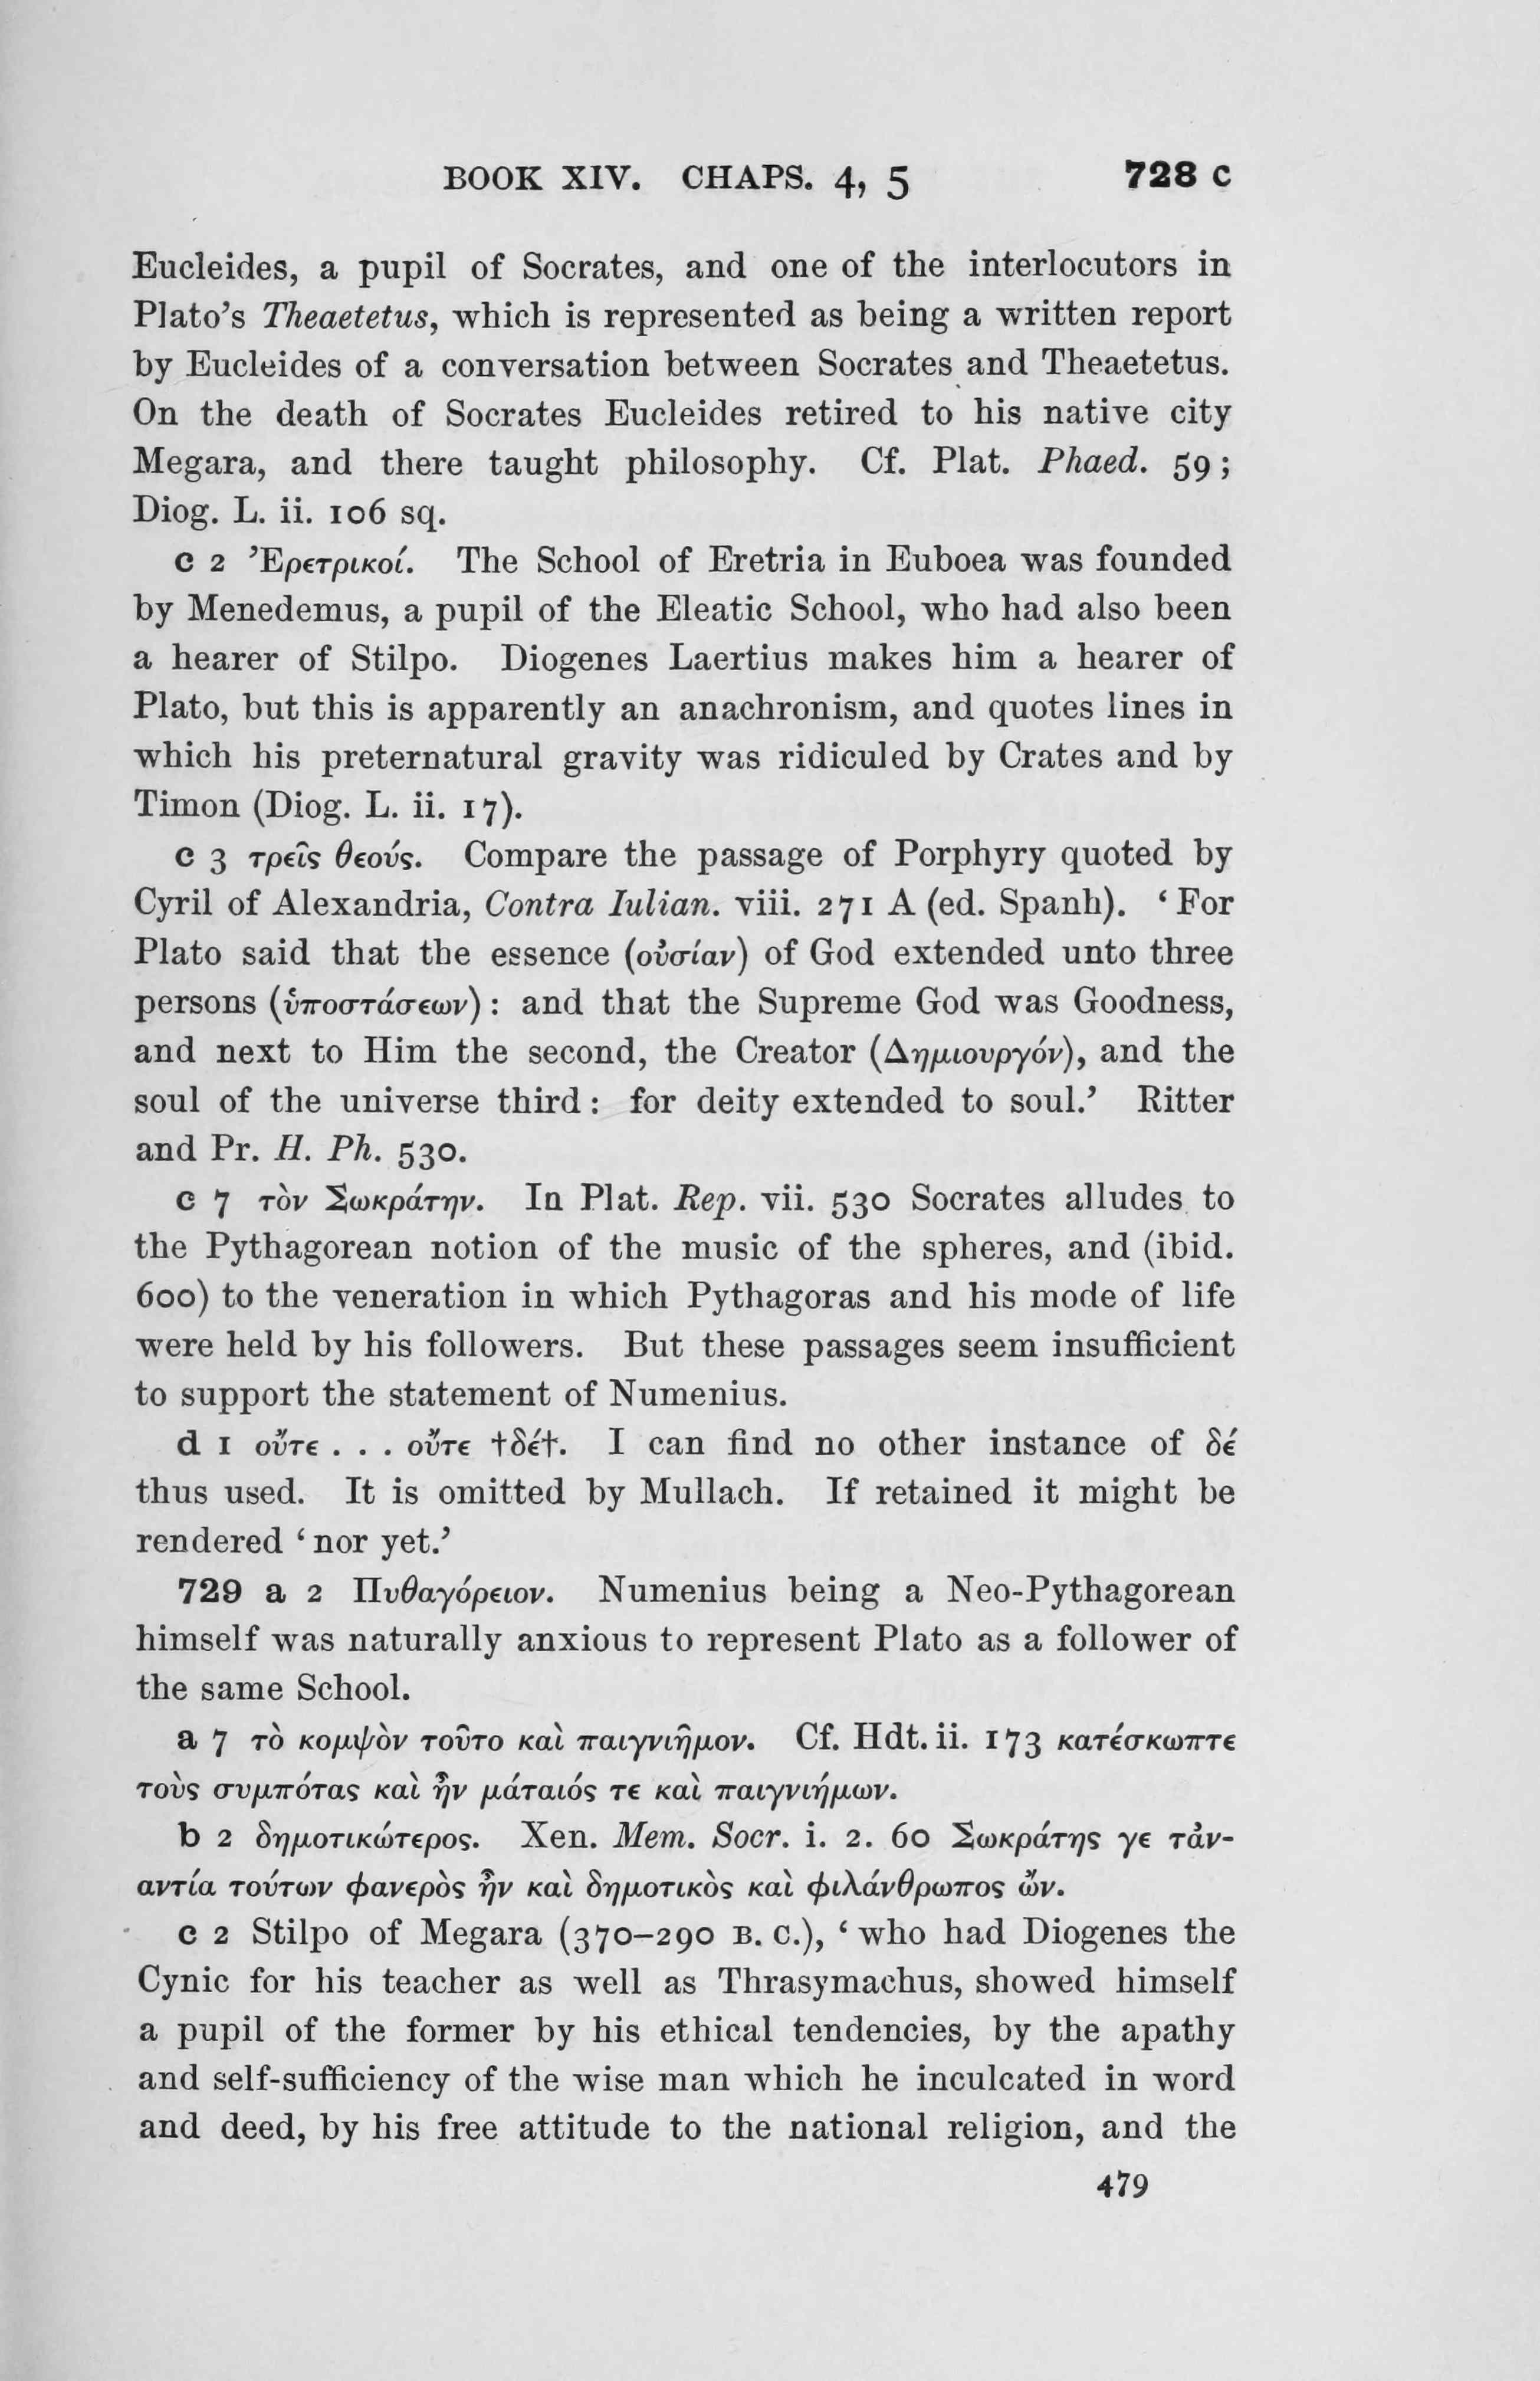 BOOK XIV. CHAPS. 4, 5 728 c
Eucleides, a pupil of Socrates, and one of the interlocutors in
Plato’s Theaetetus, which is represented as being a written report
by Eucleides of a conversation between Socrates and Theaetetus.
On the death of Socrates Eucleides retired to his native city
Megara, and there taught philosophy. Cf. Plat. Phaed. 59;
Diog. L. ii. 106 sq.
c 2 Ἐρετρικοί. The School of Eretria in Euboea was founded
by Menedemus, a pupil of the Eleatic School, who had also been
a hearer of Stilpo. Diogenes Laertius makes him a hearer of
Plato, but this is apparently an anachronism, and quotes lines in
which his preternatural gravity was ridiculed by Crates and by
Timon (Diog. L. ii. 17).
c 3 τρεῖς θεούς. Compare the passage of Porphyry quoted by
Cyril of Alexandria, Contra Iulian. viii. 271 A (ed. Spanh). ‘For
Plato said that the essence (οὐσίαν) of God extended unto three
persons (ὑποστάσεων): and that the Supreme God was Goodness,
and next to Him the second, the Creator (Δημιουργόν), and the
soul of the universe third: for deity extended to soul.’ Ritter
and Pr. H. Ph. 530.
c 7 τὸν Σωκράτην. In Plat. Rep. vii. 530 Socrates alludes to
the Pythagorean notion of the music of the spheres, and (ibid.
600) to the veneration in which Pythagoras and his mode of life
were held by his followers. But these passages seem insufficient
to support the statement of Numenius.
d 1 οὔτε . . . οὔτε †δέ†. I can find no other instance of δέ
thus used. It is omitted by Mullach. If retained it might be
rendered ‘nor yet.’
729 a 2 Πυθαγόρειον. Numenius being a Neo-Pythagorean
himself was naturally anxious to represent Plato as a follower of
the same School.
a 7 τὸ κομψὸν τοῦτο καὶ παιγνιῆμον. Cf. Hdt. ii. 173 κατέσκωπτε
τοὺς συμπότας καὶ ἦν μάταιός τε καὶ παιγνιήμων.
b 2 δημοτικώτερος. Xen. Mem. Socr. i. 2. 60 Σωκράτης γε τἀν-
αντία τούτων φανερὸς ἦν καὶ δημοτικὸς καὶ φιλάνθρωπος ὤν.
c 2 Stilpo of Megara (370–290 B. C.), ‘who had Diogenes the
Cynic for his teacher as well as Thrasymachus, showed himself
a pupil of the former by his ethical tendencies, by the apathy
and self-sufficiency of the wise man which he inculcated in word
and deed, by his free attitude to the national religion, and the
479